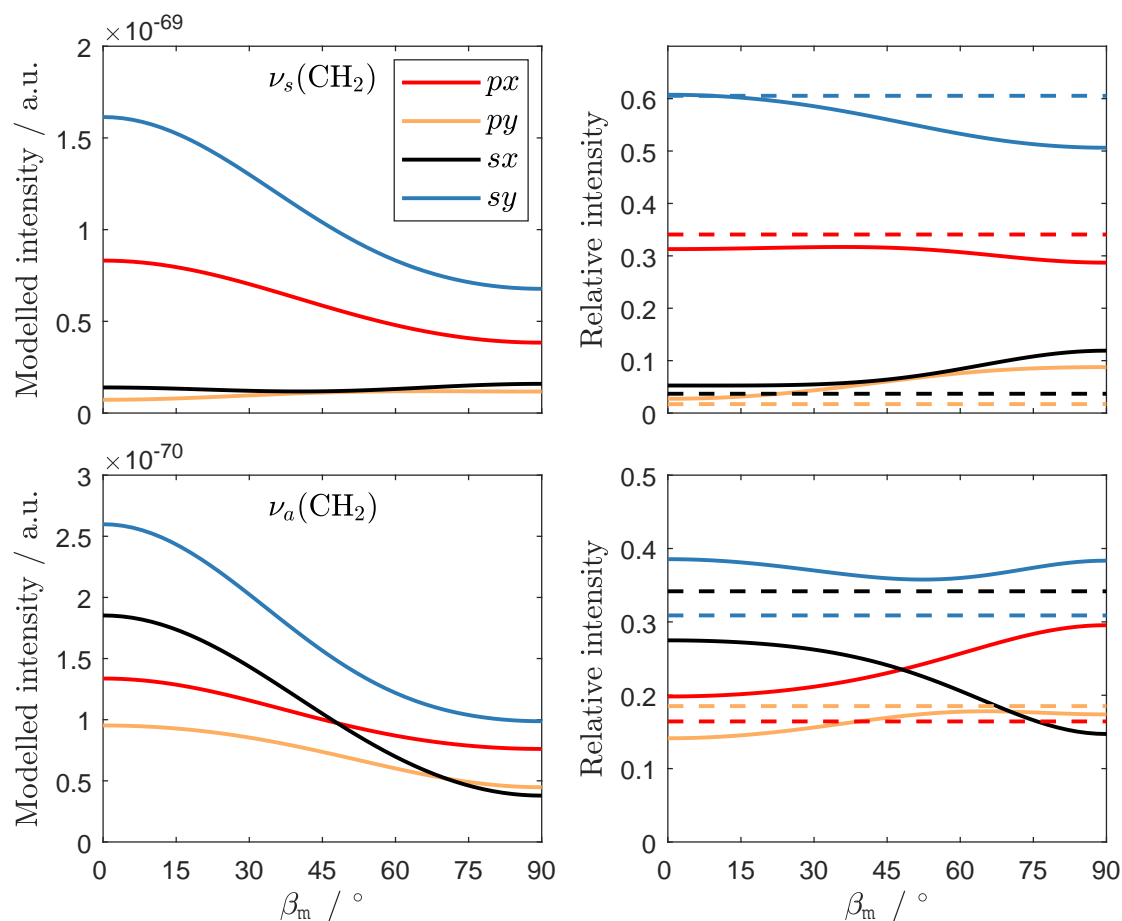 ×10⁻⁶⁹
2
1.5
1
0.5
0
Modelled intensity / a.u.
νₛ(CH₂)
px
py
sx
sy
0.6
0.5
0.4
0.3
0.2
0.1
0
Relative intensity
×10⁻⁷⁰
3
2.5
2
1.5
1
0.5
0
Modelled intensity / a.u.
νₐ(CH₂)
0 15 30 45 60 75 90
βₘ / °
0.5
0.4
0.3
0.2
0.1
0
Relative intensity
0 15 30 45 60 75 90
βₘ / °